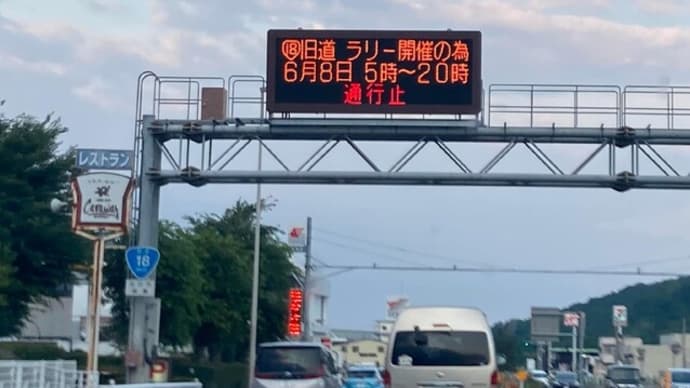 ⑱旧道 ラリー開催の為
6月8日 5時～20時
通行止
レストラン
18